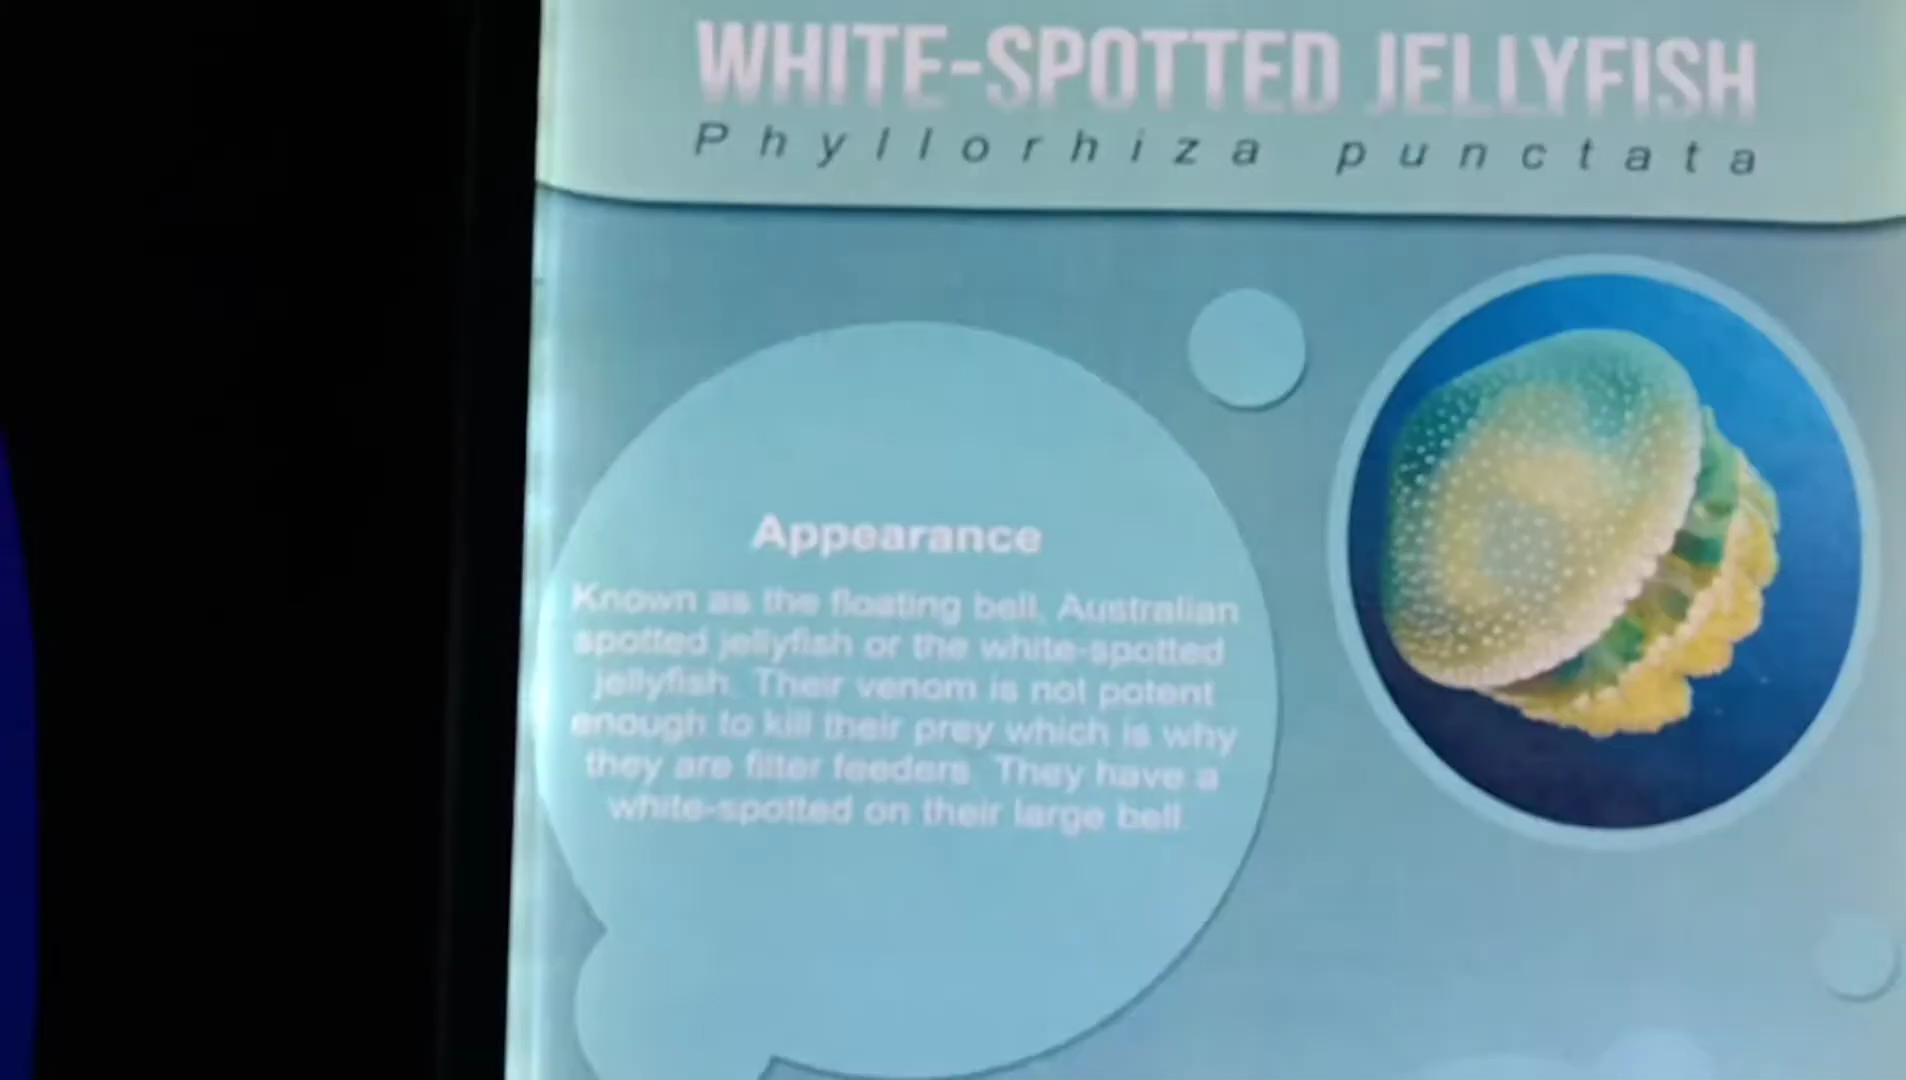 WHITE-SPOTTED JELLYFISH
Phyllorhiza punctata
Appearance
Known as the floating bell, Australian
spotted jellyfish or the white-spotted
jellyfish. Their venom is not potent
enough to kill their prey which is why
they are filter feeders. They have a
white-spotted on their large bell.